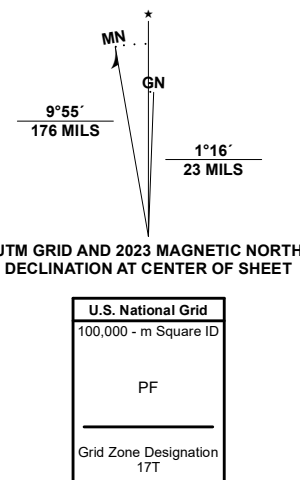 MN
GN
9°55´
176 MILS
1°16´
23 MILS
UTM GRID AND 2023 MAGNETIC NORTH
DECLINATION AT CENTER OF SHEET
U.S. National Grid
100,000 - m Square ID
PF
Grid Zone Designation
17T